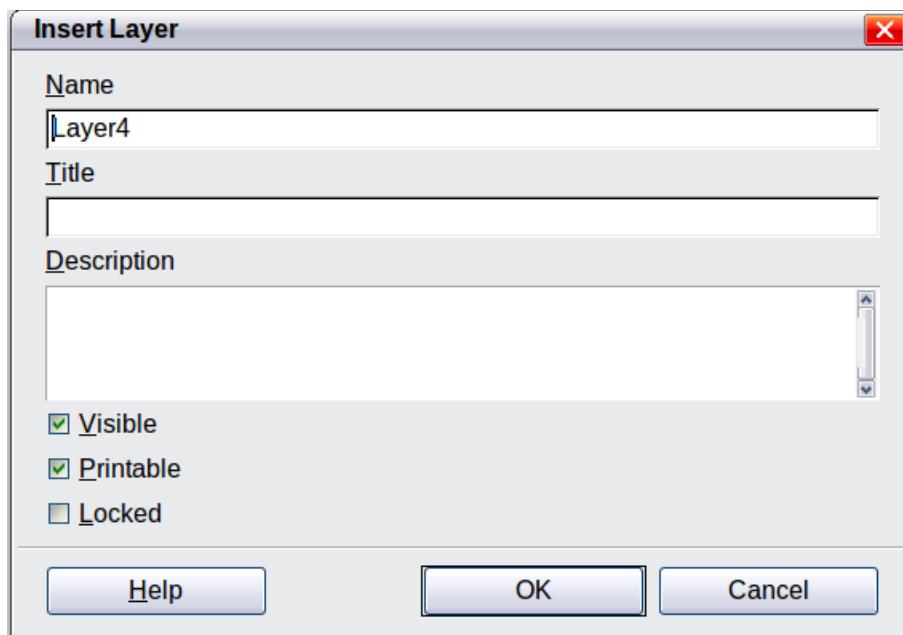 Insert Layer
Name
Layer4
Title
Description
Visible
Printable
Locked
Help OK Cancel